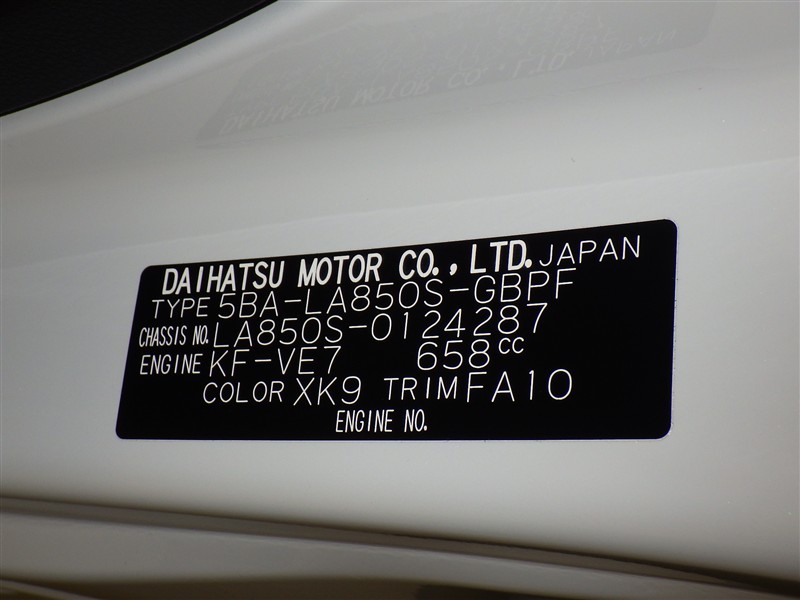 DAIHATSU MOTOR CO., LTD. JAPAN
TYPE 5BA-LA850S-GBPF
CHASSIS NO. LA850S-0124287
ENGINE KF-VE7 658cc
COLOR XK9 TRIM FA10
ENGINE NO.